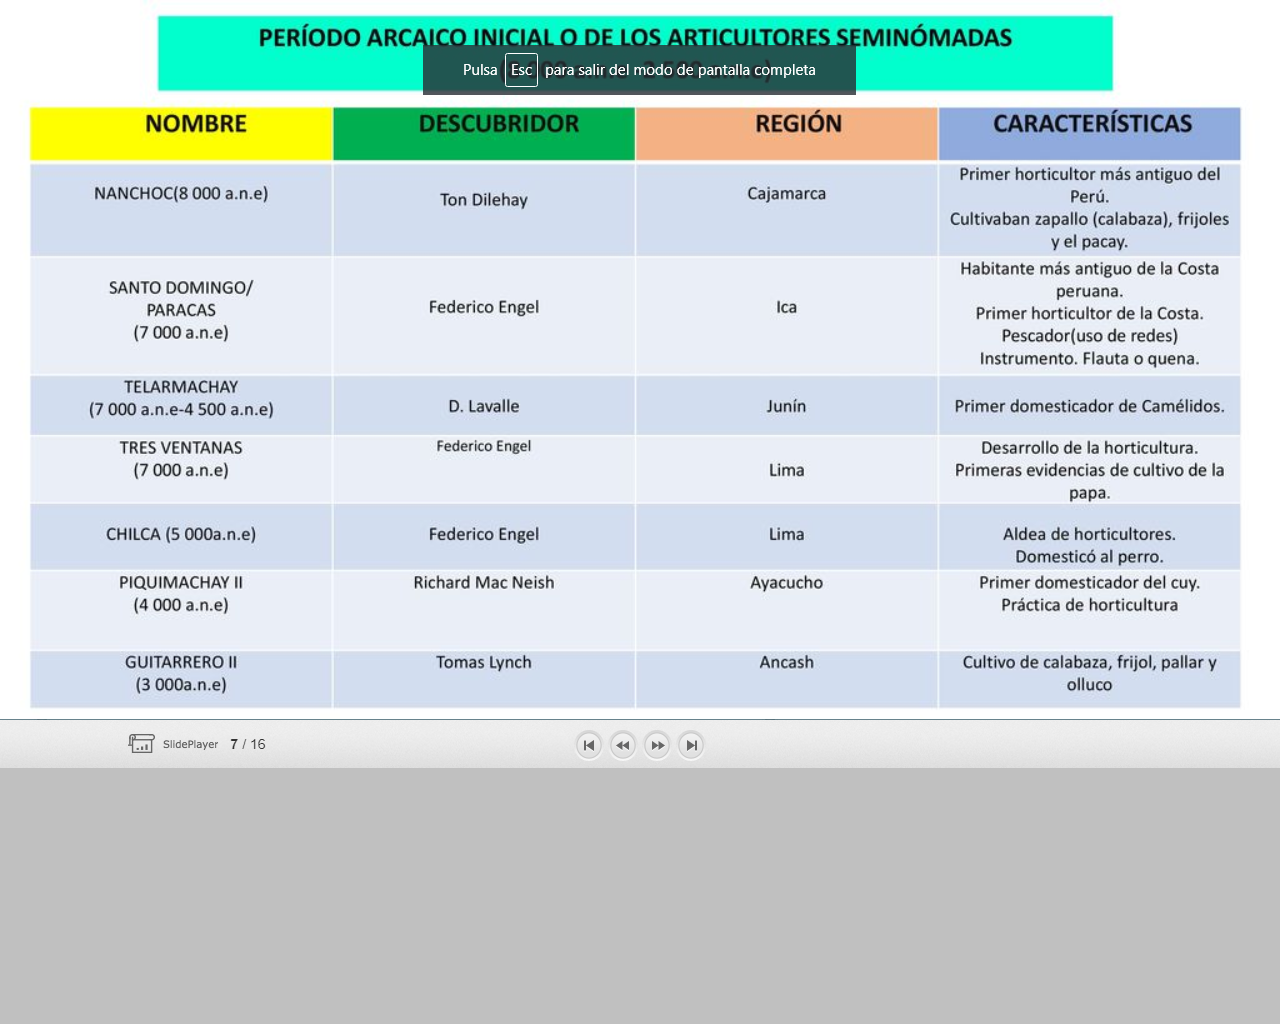 PERÍODO ARCAICO INICIAL O DE LOS ARTICULTORES SEMINÓMADAS
Pulsa Esc para salir del modo de pantalla completa
NOMBRE DESCUBRIDOR REGIÓN CARACTERÍSTICAS
NANCHOC(8 000 a.n.e)
Ton Dilehay
Cajamarca
Primer horticultor más antiguo del
Perú.
Cultivaban zapallo (calabaza), frijoles
y el pacay.
SANTO DOMINGO/
PARACAS
(7 000 a.n.e)
Federico Engel
Ica
Habitante más antiguo de la Costa
peruana.
Primer horticultor de la Costa.
Pescador(uso de redes)
Instrumento. Flauta o quena.
TELARMACHAY
(7 000 a.n.e-4 500 a.n.e)
D. Lavalle
Junín
Primer domesticador de Camélidos.
TRES VENTANAS
(7 000 a.n.e)
Federico Engel
Lima
Desarrollo de la horticultura.
Primeras evidencias de cultivo de la
papa.
CHILCA (5 000a.n.e)
Federico Engel
Lima
Aldea de horticultores.
Domesticó al perro.
PIQUIMACHAY II
(4 000 a.n.e)
Richard Mac Neish
Ayacucho
Primer domesticador del cuy.
Práctica de horticultura
GUITARRERO II
(3 000a.n.e)
Tomas Lynch
Ancash
Cultivo de calabaza, frijol, pallar y
olluco
SlidePlayer 7 / 16